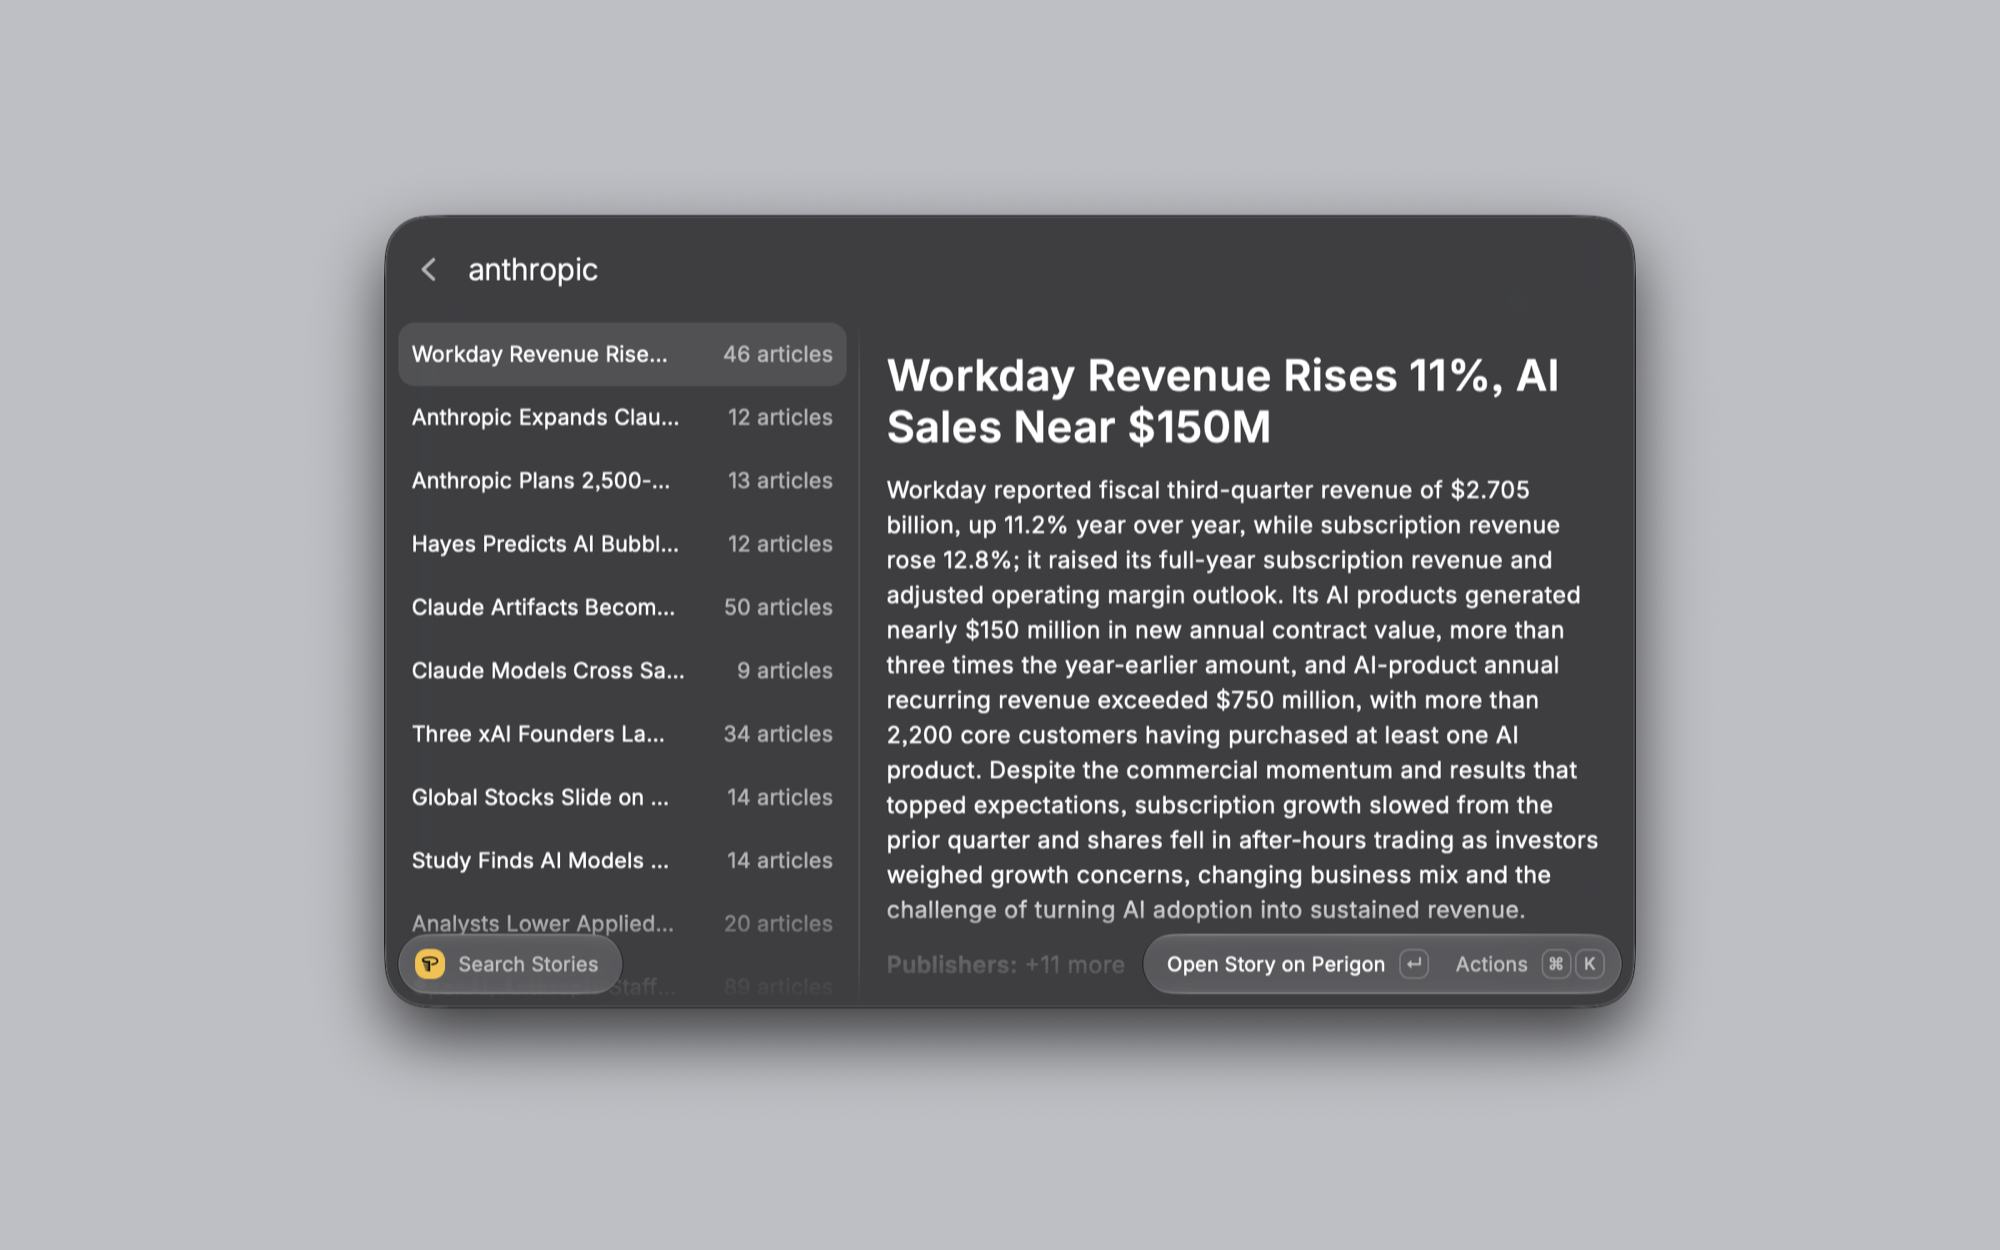 anthropic
Workday Revenue Rise... 46 articles
Anthropic Expands Clau... 12 articles
Anthropic Plans 2,500-... 13 articles
Hayes Predicts AI Bubbl... 12 articles
Claude Artifacts Becom... 50 articles
Claude Models Cross Sa... 9 articles
Three xAI Founders La... 34 articles
Global Stocks Slide on ... 14 articles
Study Finds AI Models ... 14 articles
Analysts Lower Applied... 20 articles
Staff... 89 articles
Search Stories
Workday Revenue Rises 11%, AI
Sales Near $150M
Workday reported fiscal third-quarter revenue of $2.705
billion, up 11.2% year over year, while subscription revenue
rose 12.8%; it raised its full-year subscription revenue and
adjusted operating margin outlook. Its AI products generated
nearly $150 million in new annual contract value, more than
three times the year-earlier amount, and AI-product annual
recurring revenue exceeded $750 million, with more than
2,200 core customers having purchased at least one AI
product. Despite the commercial momentum and results that
topped expectations, subscription growth slowed from the
prior quarter and shares fell in after-hours trading as investors
weighed growth concerns, changing business mix and the
challenge of turning AI adoption into sustained revenue.
Publishers: +11 more
Open Story on Perigon ↵ Actions ⌘ K